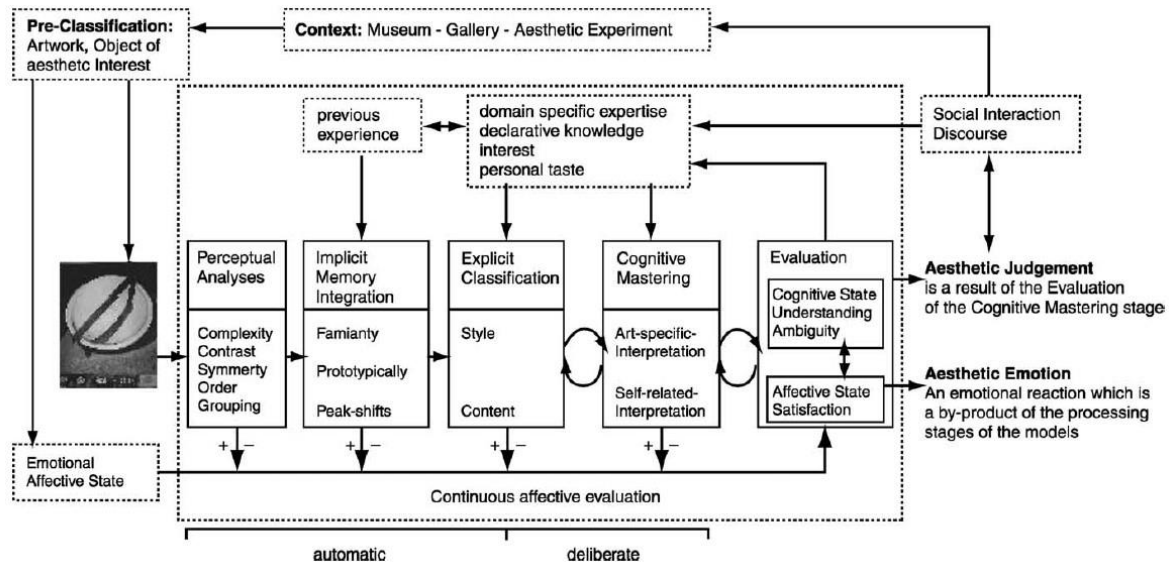 Pre-Classification:
Artwork, Object of
aesthetc Interest
Context: Museum - Gallery - Aesthetic Experiment
previous
experience
domain specific expertise
declarative knowledge
interest
personal taste
Social Interaction
Discourse
Perceptual
Analyses
Complexity
Contrast
Symmerty
Order
Grouping
Implicit
Memory
Integration
Famianty
Prototypically
Peak-shifts
Explicit
Classification
Style
Content
Cognitive
Mastering
Art-specific-
Interpretation
Self-related-
Interpretation
Evaluation
Cognitive State
Understanding
Ambiguity
Affective State
Satisfaction
Aesthetic Judgement
is a result of the Evaluation
of the Cognitive Mastering stage
Aesthetic Emotion
An emotional reaction which is
a by-product of the processing
stages of the models
+ − + − + − + −
Emotional
Affective State
Continuous affective evaluation
automatic
deliberate